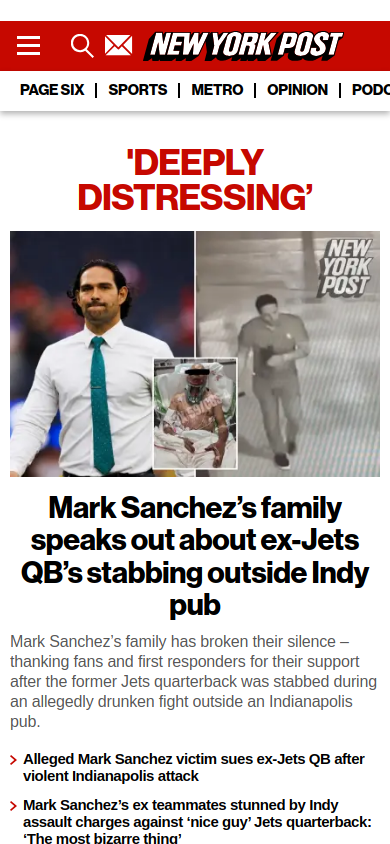 NEW YORK POST
PAGE SIX
SPORTS
METRO
OPINION
PODC
'DEEPLY
DISTRESSING’
NEW
YORK
POST
Mark Sanchez’s family
speaks out about ex-Jets
QB’s stabbing outside Indy
pub
Mark Sanchez’s family has broken their silence –
thanking fans and first responders for their support
after the former Jets quarterback was stabbed during
an allegedly drunken fight outside an Indianapolis
pub.
Alleged Mark Sanchez victim sues ex-Jets QB after
violent Indianapolis attack
Mark Sanchez’s ex teammates stunned by Indy
assault charges against ‘nice guy’ Jets quarterback:
‘The most bizarre thing’